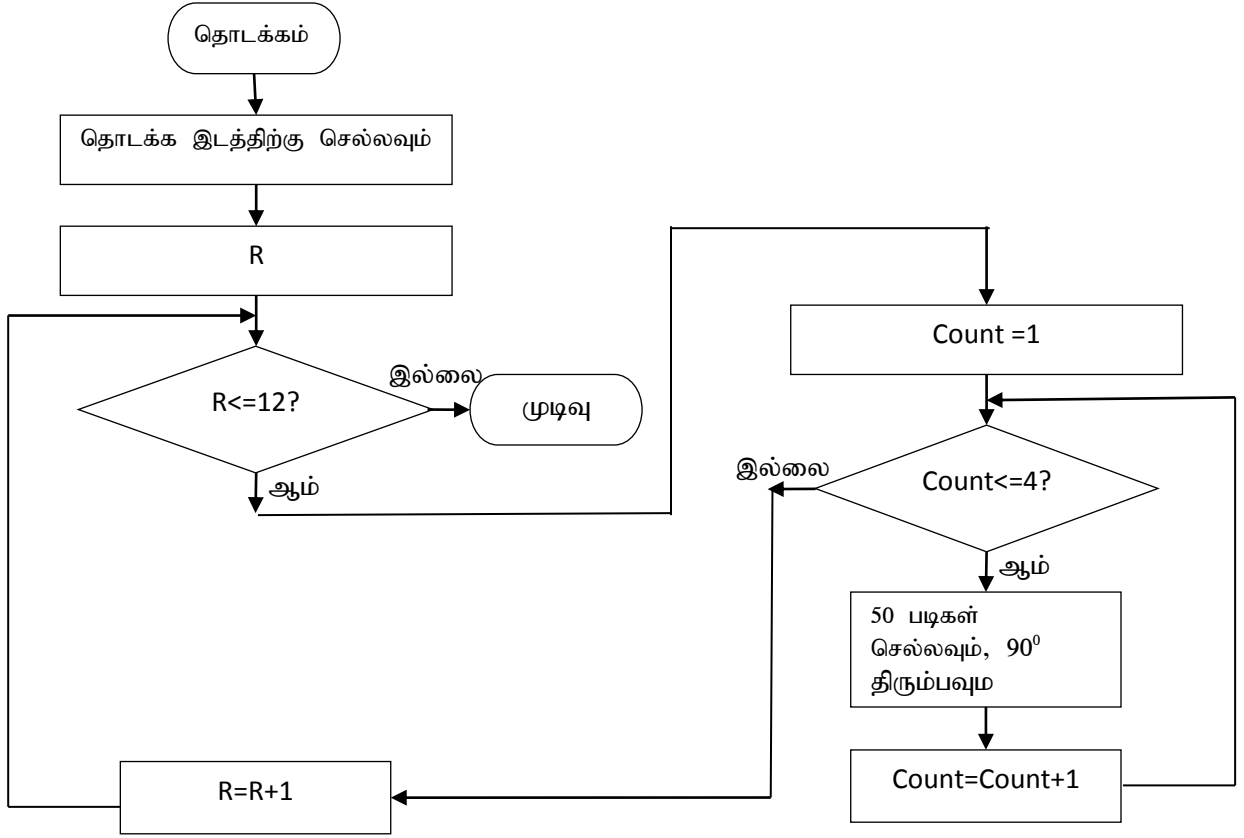 தொடக்கம்
தொடக்க இடத்திற்கு செல்லவும்
R
R<=12?
இல்லை
முடிவு
ஆம்
Count =1
Count<=4?
இல்லை
ஆம்
50 படிகள்
செல்லவும், 90⁰
திரும்பவும
Count=Count+1
R=R+1